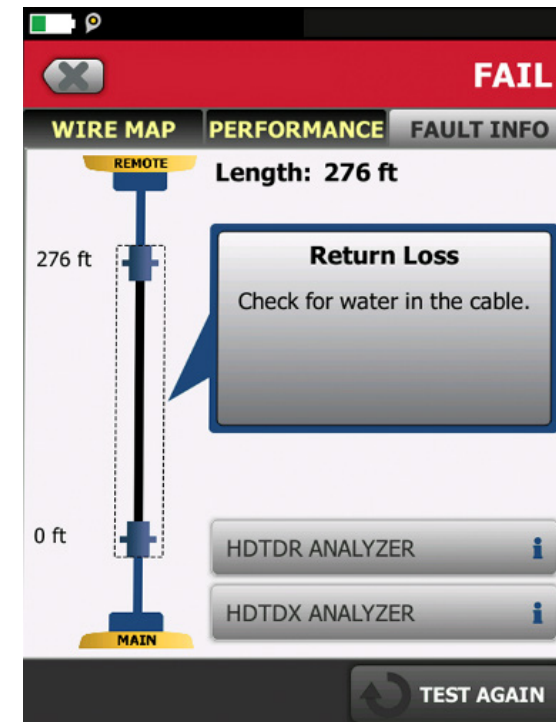 FAIL
WIRE MAP PERFORMANCE FAULT INFO
REMOTE
Length: 276 ft
276 ft
Return Loss
Check for water in the cable.
0 ft
HDTDR ANALYZER i
HDTDX ANALYZER i
MAIN
TEST AGAIN